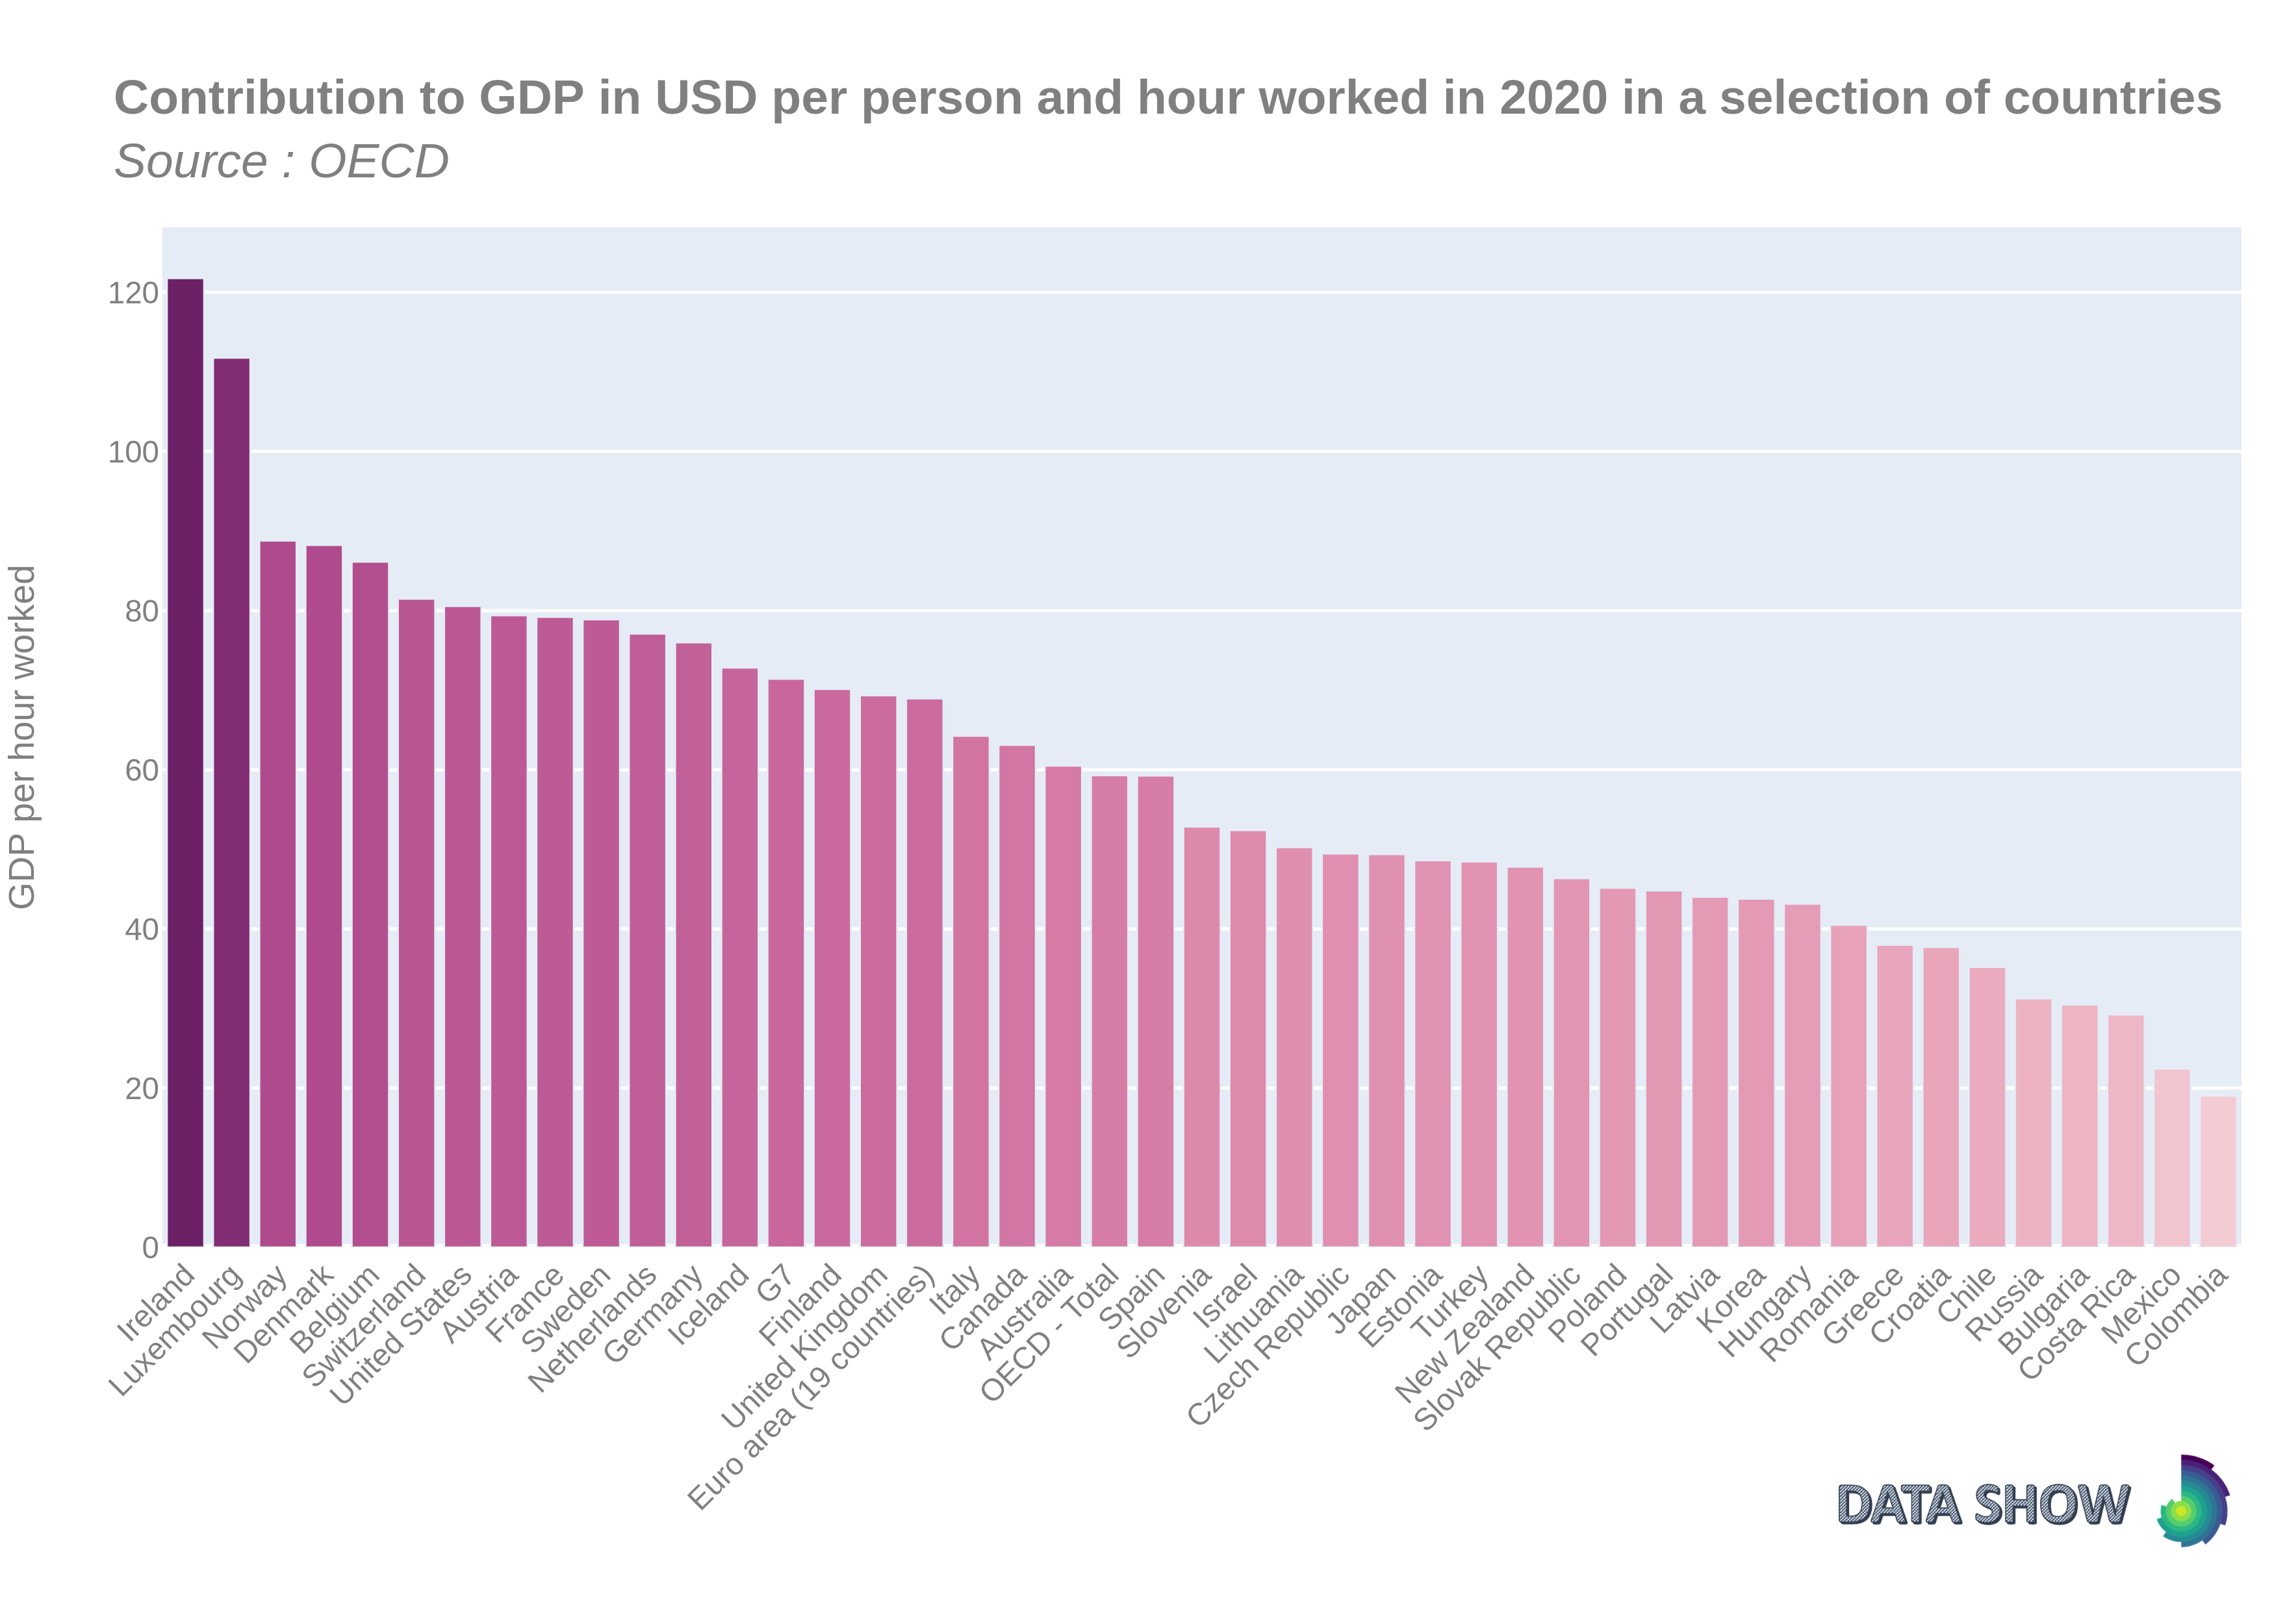 Contribution to GDP in USD per person and hour worked in 2020 in a selection of countries
Source : OECD
GDP per hour worked
120
100
80
60
40
20
0
Ireland
Luxembourg
Norway
Denmark
Belgium
Switzerland
United States
Austria
France
Sweden
Netherlands
Germany
Iceland
G7
Finland
United Kingdom
Euro area (19 countries)
Italy
Canada
Australia
OECD - Total
Spain
Slovenia
Israel
Lithuania
Czech Republic
Japan
Estonia
Turkey
New Zealand
Slovak Republic
Poland
Portugal
Latvia
Korea
Hungary
Romania
Greece
Croatia
Chile
Russia
Bulgaria
Costa Rica
Mexico
Colombia
DATA SHOW